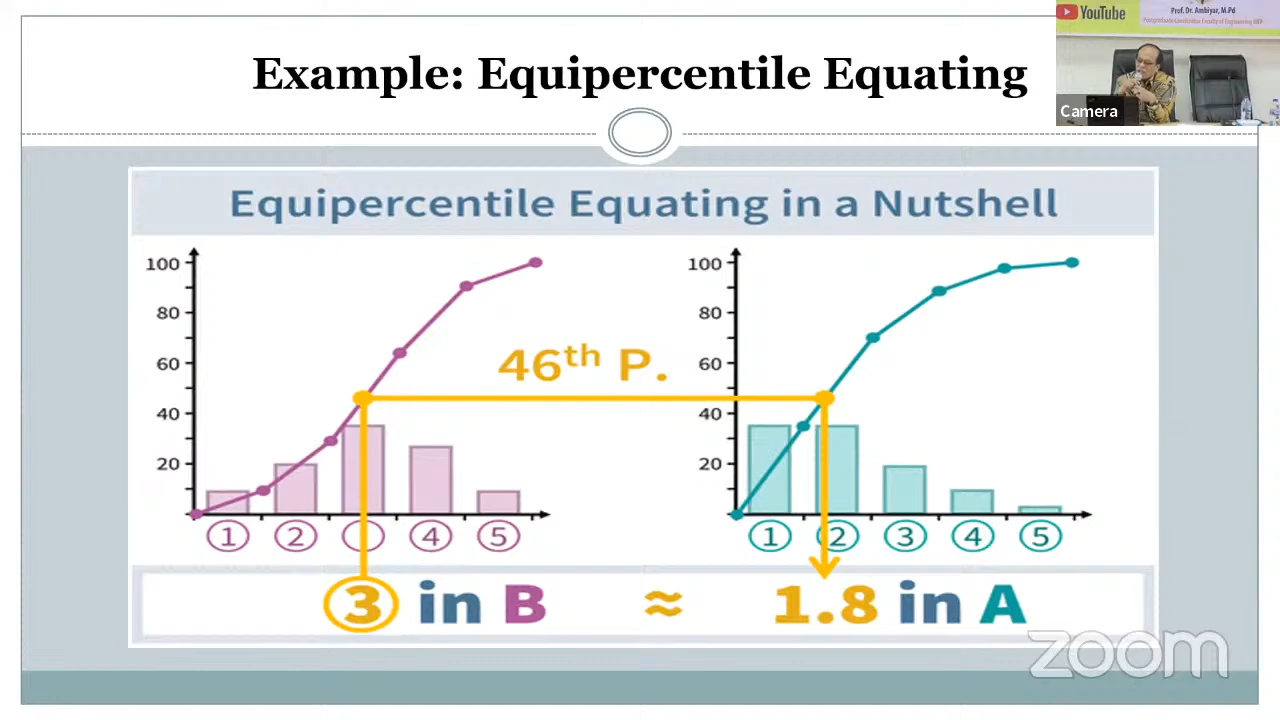 Example: Equipercentile Equating
YouTube
Prof. Dr. Ambiyar, M.Pd
Camera
Equipercentile Equating in a Nutshell
100
80
60
40
20
1 2 4 5
46th P.
100
80
60
40
20
1 2 3 4 5
3 in B ≈ 1.8 in A
zoom